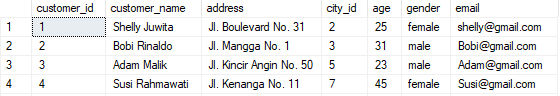 customer_id customer_name address city_id age gender email
1 1 Shelly Juwita Jl. Boulevard No. 31 2 25 female shelly@gmail.com
2 2 Bobi Rinaldo Jl. Mangga No. 1 3 31 male Bobi@gmail.com
3 3 Adam Malik Jl. Kincir Angin No. 50 5 23 male Adam@gmail.com
4 4 Susi Rahmawati Jl. Kenanga No. 11 7 45 female Susi@gmail.com